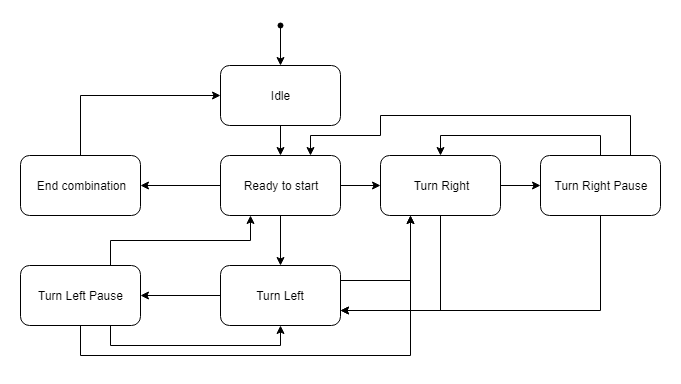 Idle
End combination
Ready to start
Turn Right
Turn Right Pause
Turn Left Pause
Turn Left